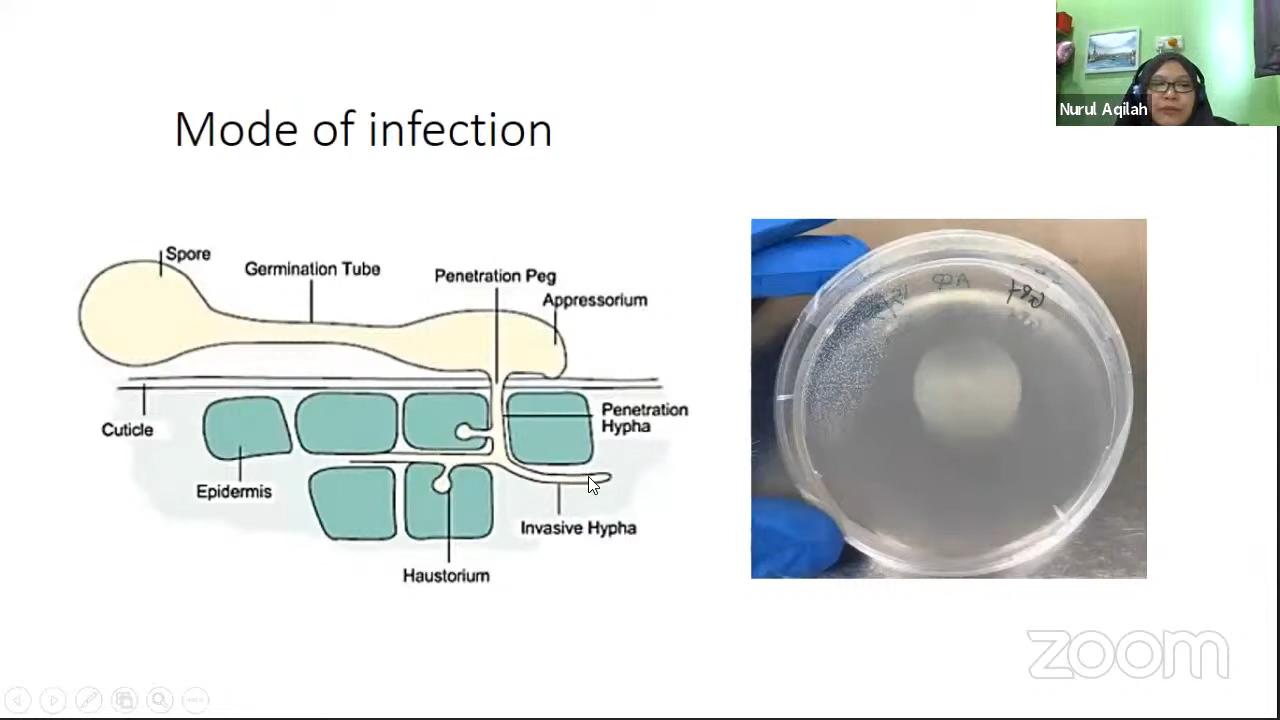 Nurul Aqilah
Mode of infection
Spore
Germination Tube
Penetration Peg
Appressorium
Penetration
Hypha
Cuticle
Epidermis
Invasive Hypha
Haustorium
zoom